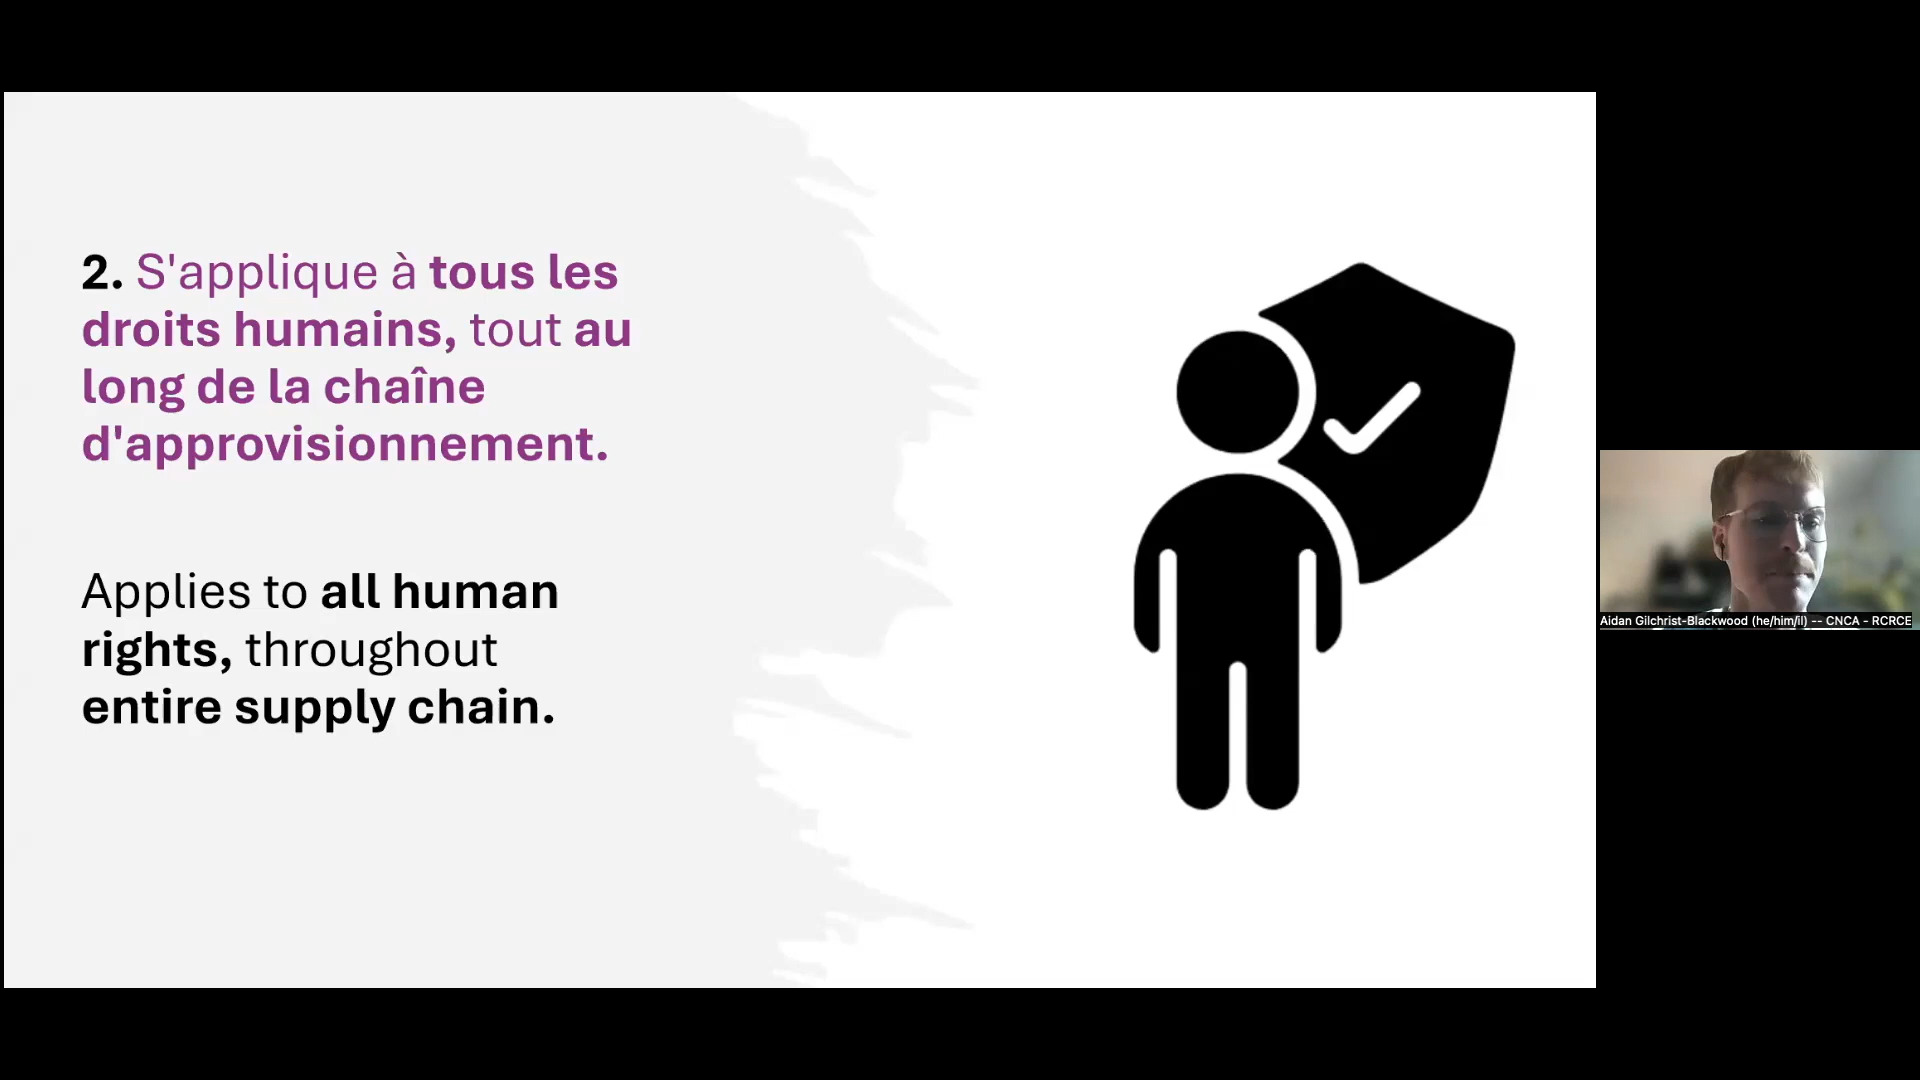 2. S'applique à tous les
droits humains, tout au
long de la chaîne
d'approvisionnement.
Applies to all human
rights, throughout
entire supply chain.
Aidan Gilchrist-Blackwood (he/him/il) -- CNCA - RCRCE